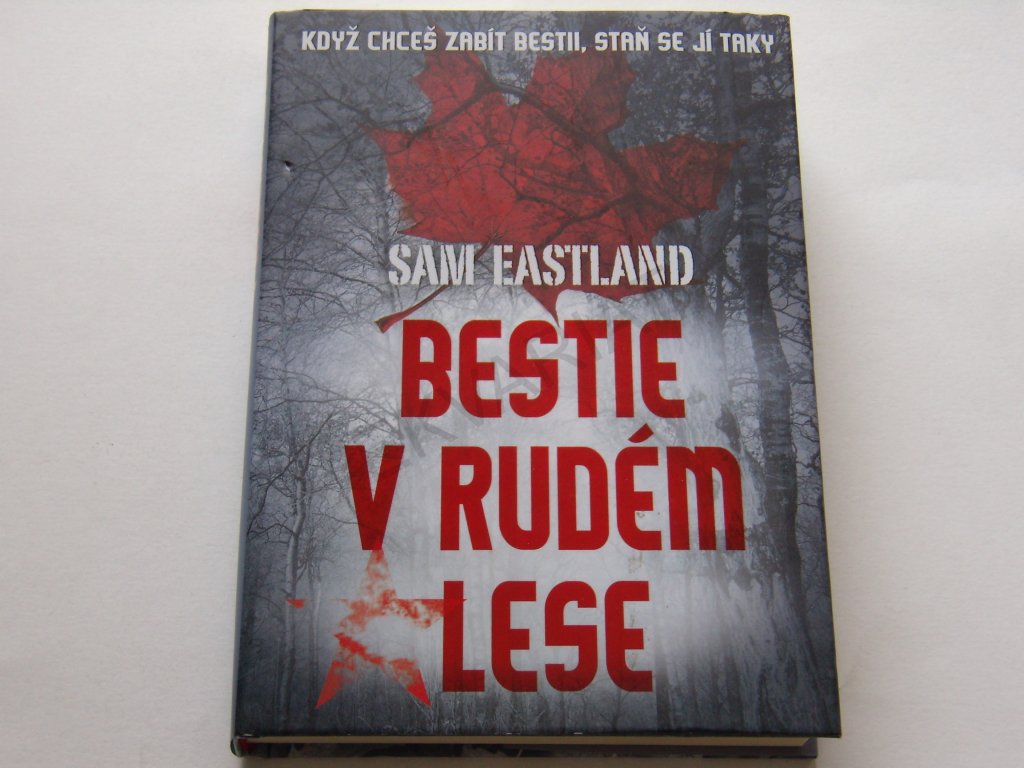 KDYŽ CHCEŠ ZABÍT BESTII, STAŇ SE JÍ TAKY
SAM EASTLAND
BESTIE
V RUDÉM
LESE